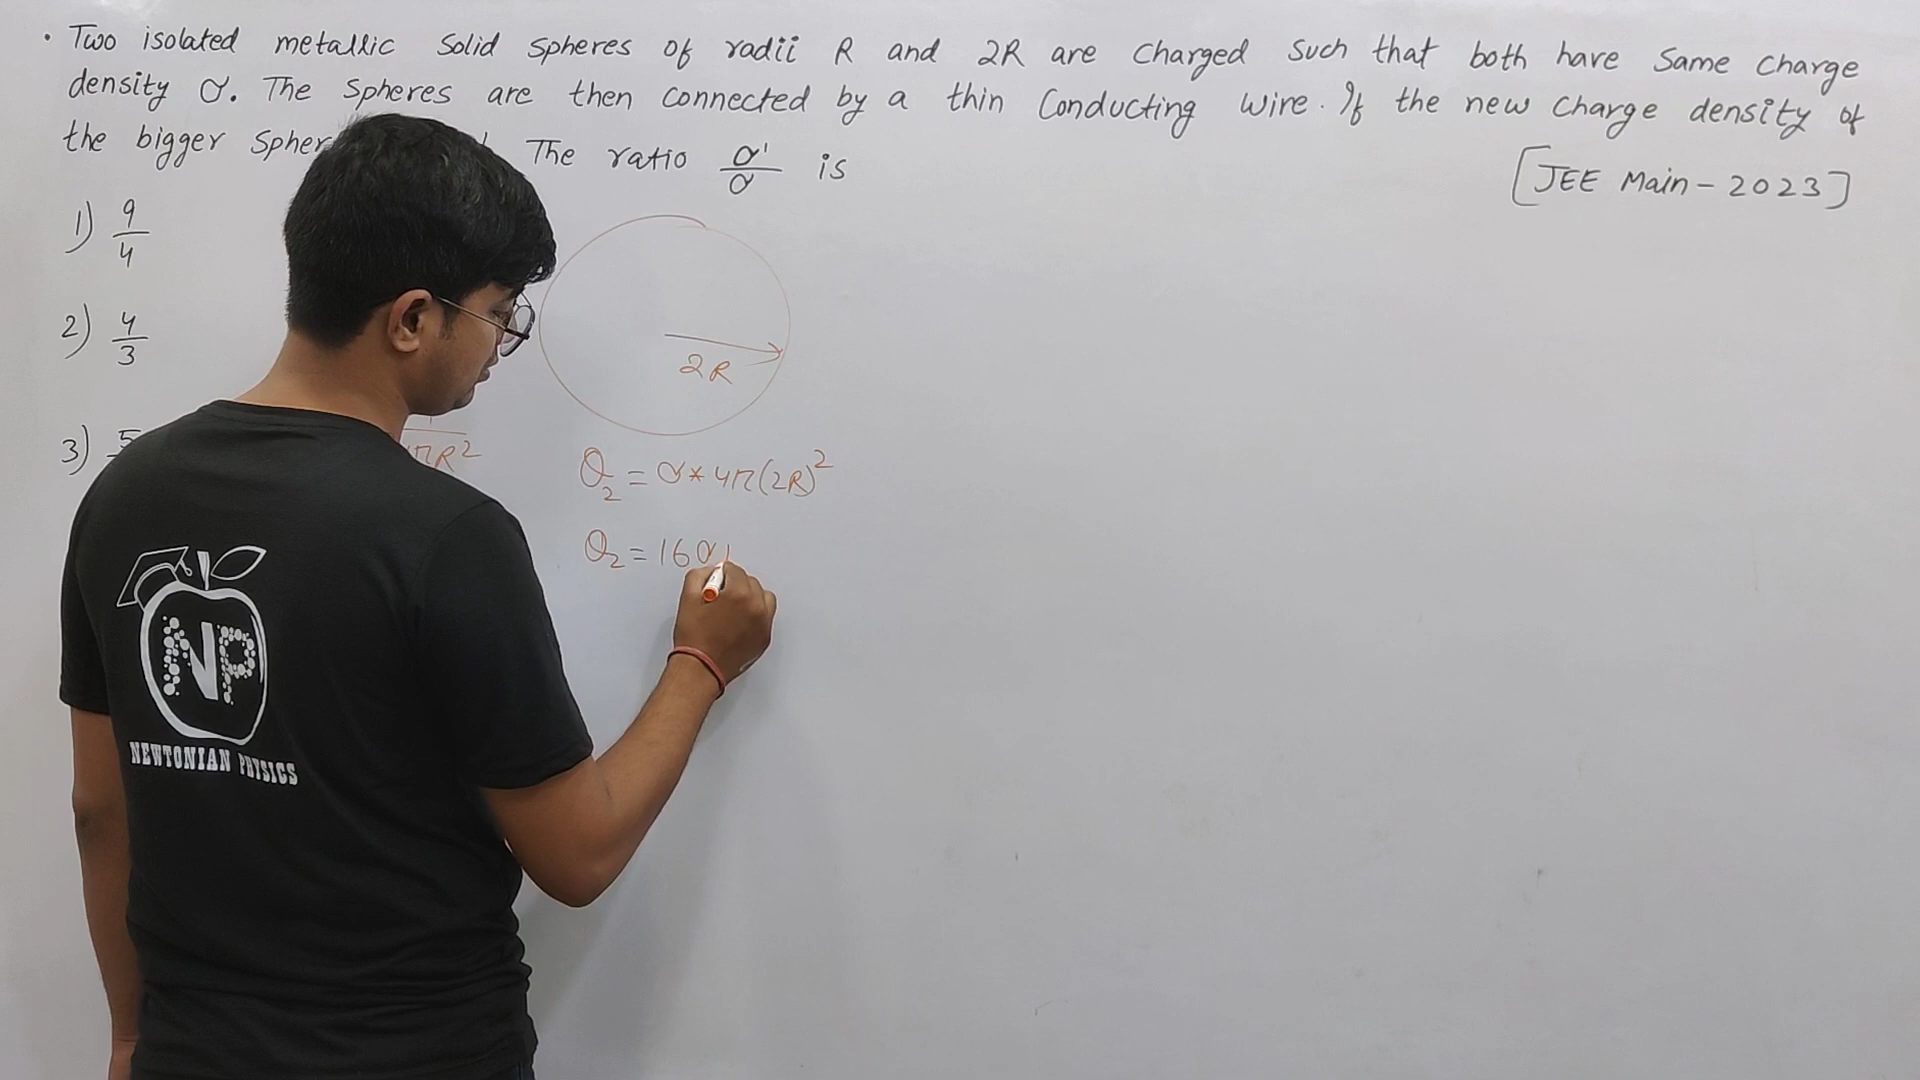 • Two isolated metallic solid spheres of radii R and 2R are charged such that both have same charge
density σ. The spheres are then connected by a thin conducting wire. If the new charge density of
the bigger The ratio σ'/σ is
[JEE Main - 2023]
1) 9/4
2) 4/3
3)
2R
πR²
Q₂ = σ * 4π(2R)²
Q₂ = 16σ
NP
NEWTONIAN PHYSICS